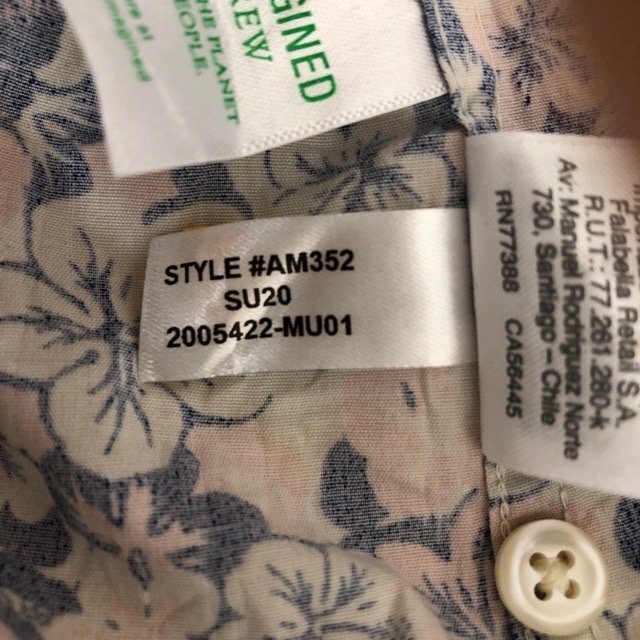 GINED
REW
THE PLANET
PEOPLE.
STYLE #AM352
SU20
2005422-MU01
Falabella Retail S.A
R.U.T.: 77.261.280-k
Av: Manuel Rodriguez Norte
730, Santiago – Chile
RN77388 CA56445